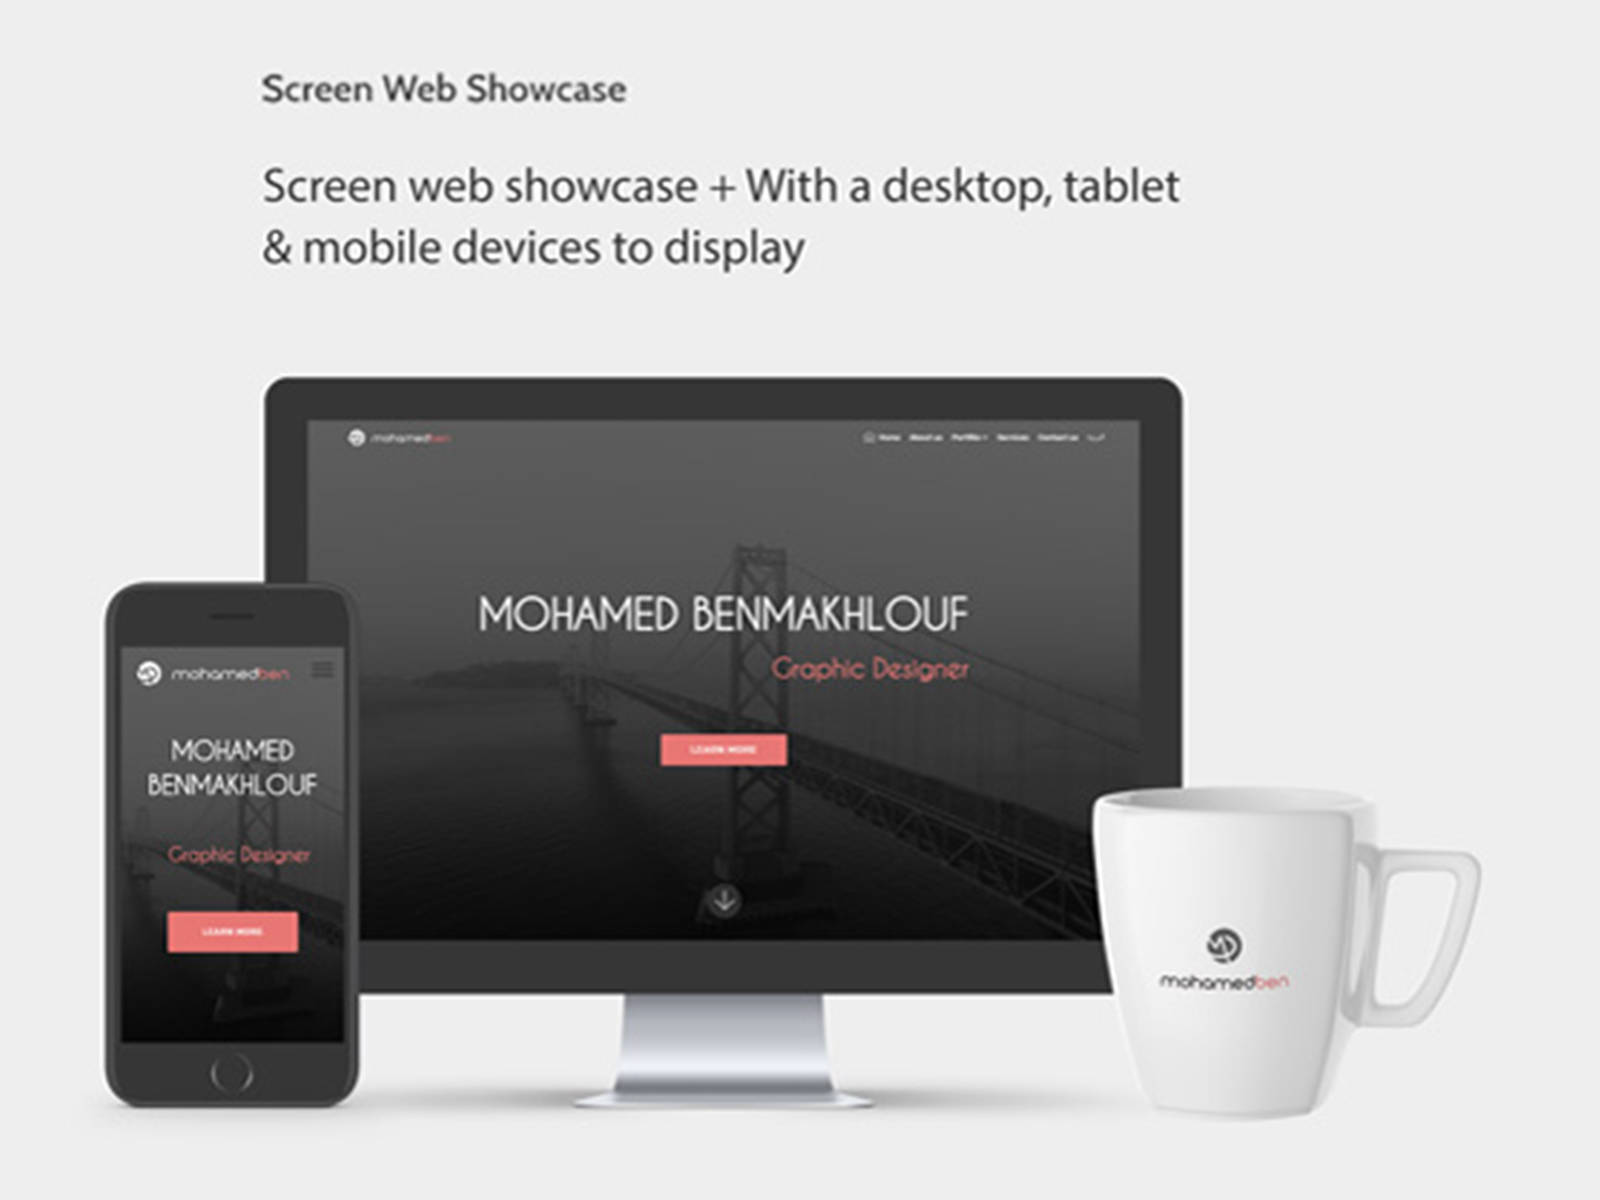 Screen Web Showcase
Screen web showcase + With a desktop, tablet
& mobile devices to display
mohamedben
Home About us Portfolio Services Contact us
MOHAMED BENMAKHLOUF
Graphic Designer
LEARN MORE
mohamedben
MOHAMED
BENMAKHLOUF
Graphic Designer
LEARN MORE
mohamedben